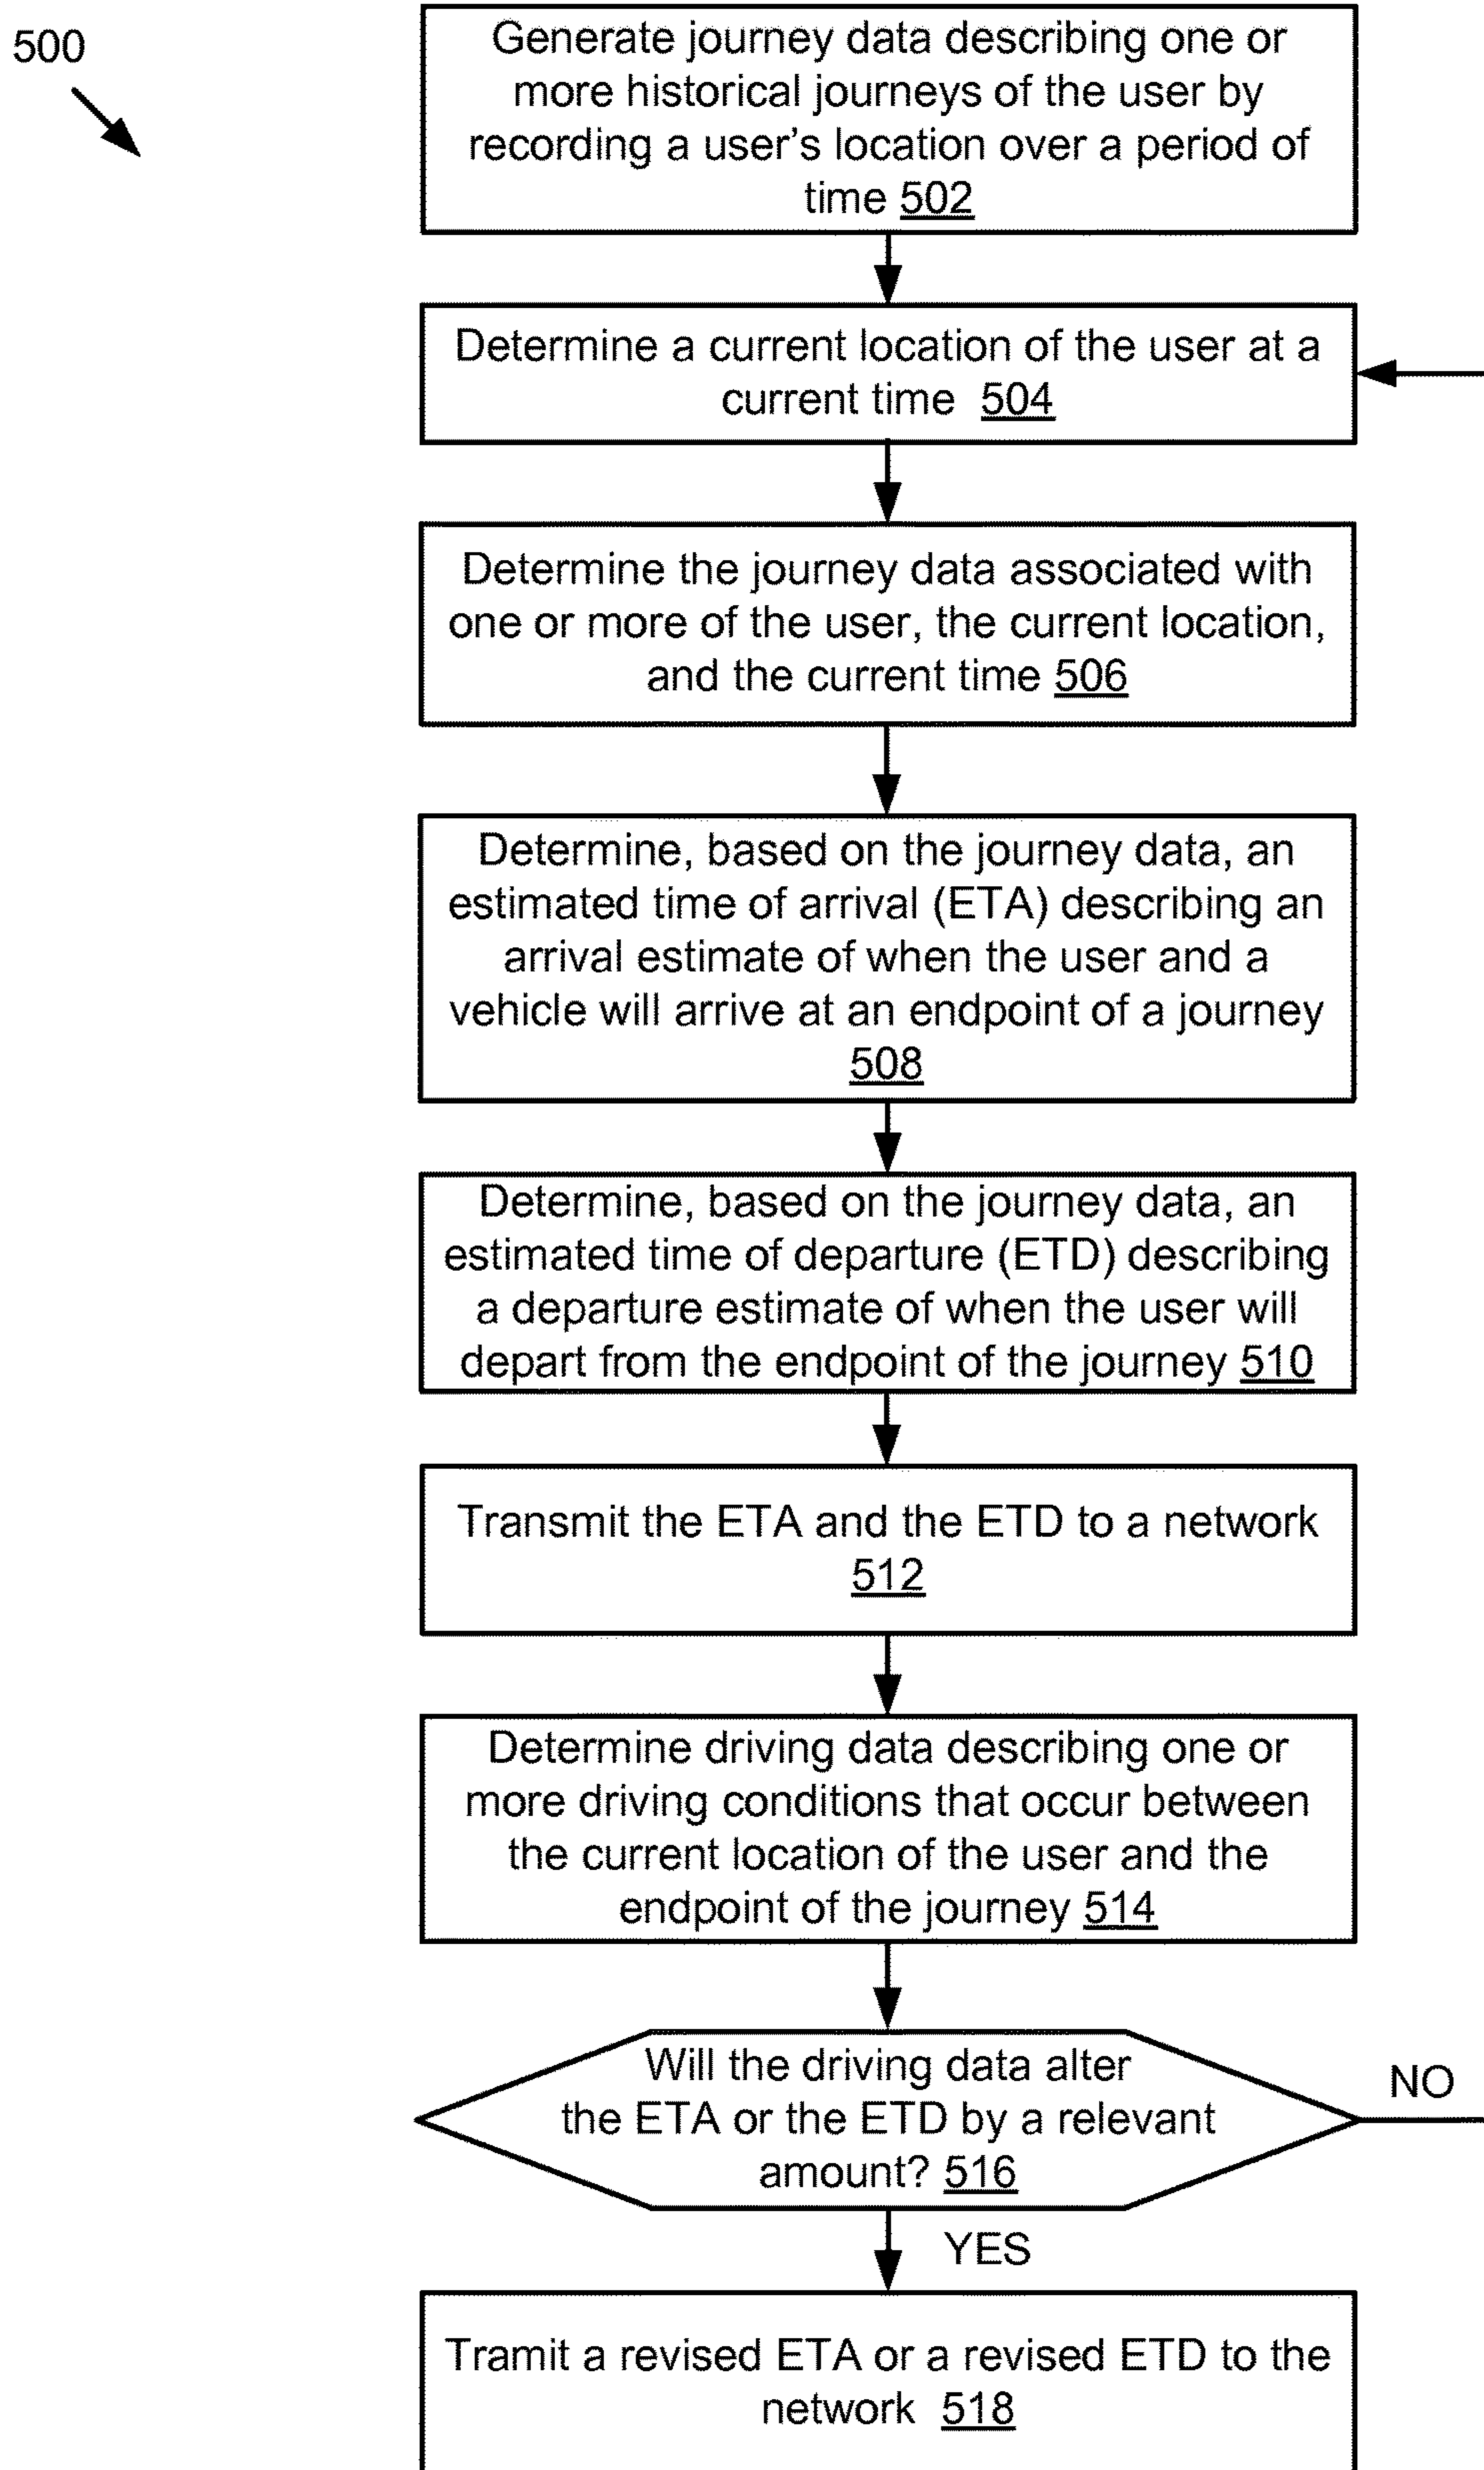 500
Generate journey data describing one or
more historical journeys of the user by
recording a user's location over a period of
time 502
Determine a current location of the user at a
current time 504
Determine the journey data associated with
one or more of the user, the current location,
and the current time 506
Determine, based on the journey data, an
estimated time of arrival (ETA) describing an
arrival estimate of when the user and a
vehicle will arrive at an endpoint of a journey
508
Determine, based on the journey data, an
estimated time of departure (ETD) describing
a departure estimate of when the user will
depart from the endpoint of the journey 510
Transmit the ETA and the ETD to a network
512
Determine driving data describing one or
more driving conditions that occur between
the current location of the user and the
endpoint of the journey 514
Will the driving data alter
the ETA or the ETD by a relevant
amount? 516
NO
YES
Tramit a revised ETA or a revised ETD to the
network 518